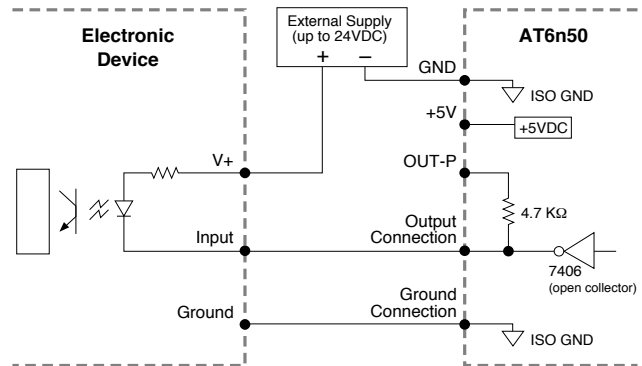 Electronic
Device
External Supply
(up to 24VDC)
+ −
AT6n50
GND
ISO GND
+5V
+5VDC
V+
OUT-P
4.7 KΩ
Input
Output
Connection
7406
(open collector)
Ground
Ground
Connection
ISO GND